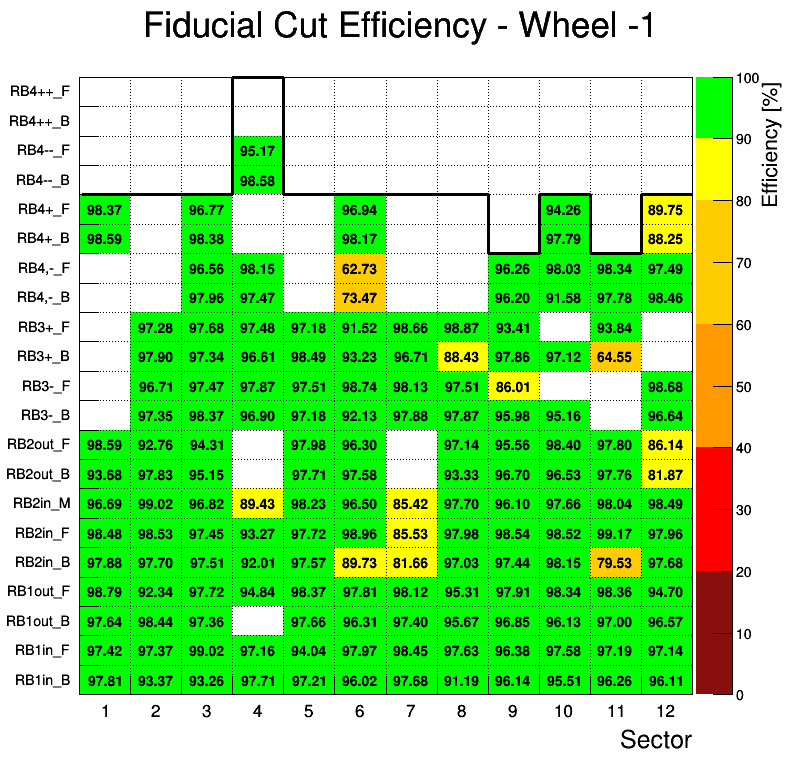 Fiducial Cut Efficiency - Wheel -1
RB4++_F
RB4++_B
RB4--_F 95.17
RB4--_B 98.58
RB4+_F 98.37 96.77 96.94 94.26 89.75
RB4+_B 98.59 98.38 98.17 97.79 88.25
RB4,-_F 96.56 98.15 62.73 96.26 98.03 98.34 97.49
RB4,-_B 97.96 97.47 73.47 96.20 91.58 97.78 98.46
RB3+_F 97.28 97.68 97.48 97.18 91.52 98.66 98.87 93.41 93.84
RB3+_B 97.90 97.34 96.61 98.49 93.23 96.71 88.43 97.86 97.12 64.55
RB3-_F 96.71 97.47 97.87 97.51 98.74 98.13 97.51 86.01 98.68
RB3-_B 97.35 98.37 96.90 97.18 92.13 97.88 97.87 95.98 95.16 96.64
RB2out_F 98.59 92.76 94.31 97.98 96.30 97.14 95.56 98.40 97.80 86.14
RB2out_B 93.68 97.83 95.15 97.71 97.58 93.33 96.70 96.53 97.76 81.87
RB2in_M 96.69 99.02 96.82 89.43 98.23 96.50 85.42 97.70 96.10 97.66 98.04 98.49
RB2in_F 98.48 98.53 97.45 93.27 97.72 98.96 85.53 97.98 98.54 98.52 99.17 97.96
RB2in_B 97.88 97.70 97.51 92.01 97.57 89.73 81.66 97.03 97.44 98.15 79.53 97.68
RB1out_F 98.79 92.34 97.72 94.84 98.37 97.81 98.12 95.31 97.91 98.34 98.36 94.70
RB1out_B 97.64 98.44 97.36 97.66 96.31 97.40 95.67 96.85 96.13 97.00 96.57
RB1in_F 97.42 97.37 99.02 97.16 94.04 97.97 98.45 97.63 96.38 97.58 97.19 97.14
RB1in_B 97.81 93.37 93.26 97.71 97.21 96.02 97.68 91.19 96.14 95.51 96.26 96.11
1 2 3 4 5 6 7 8 9 10 11 12
Sector
100
90
80
70
60
50
40
30
20
10
0
Efficiency [%]